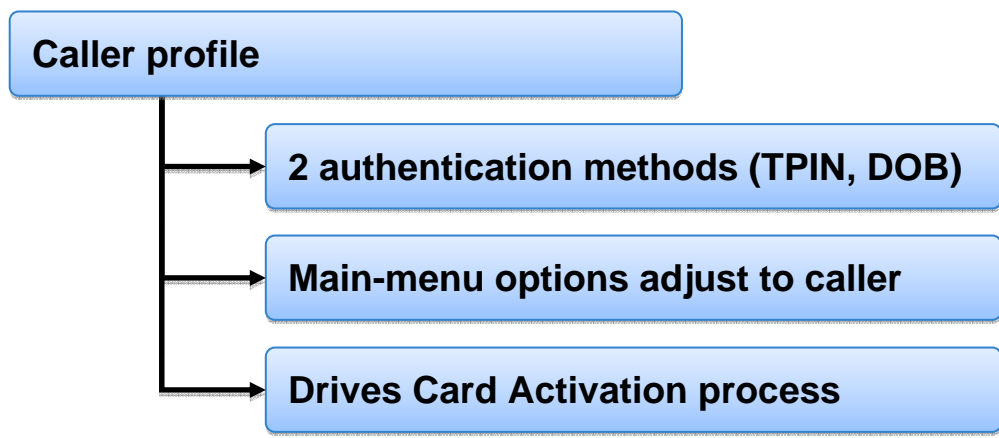 Caller profile
2 authentication methods (TPIN, DOB)
Main-menu options adjust to caller
Drives Card Activation process